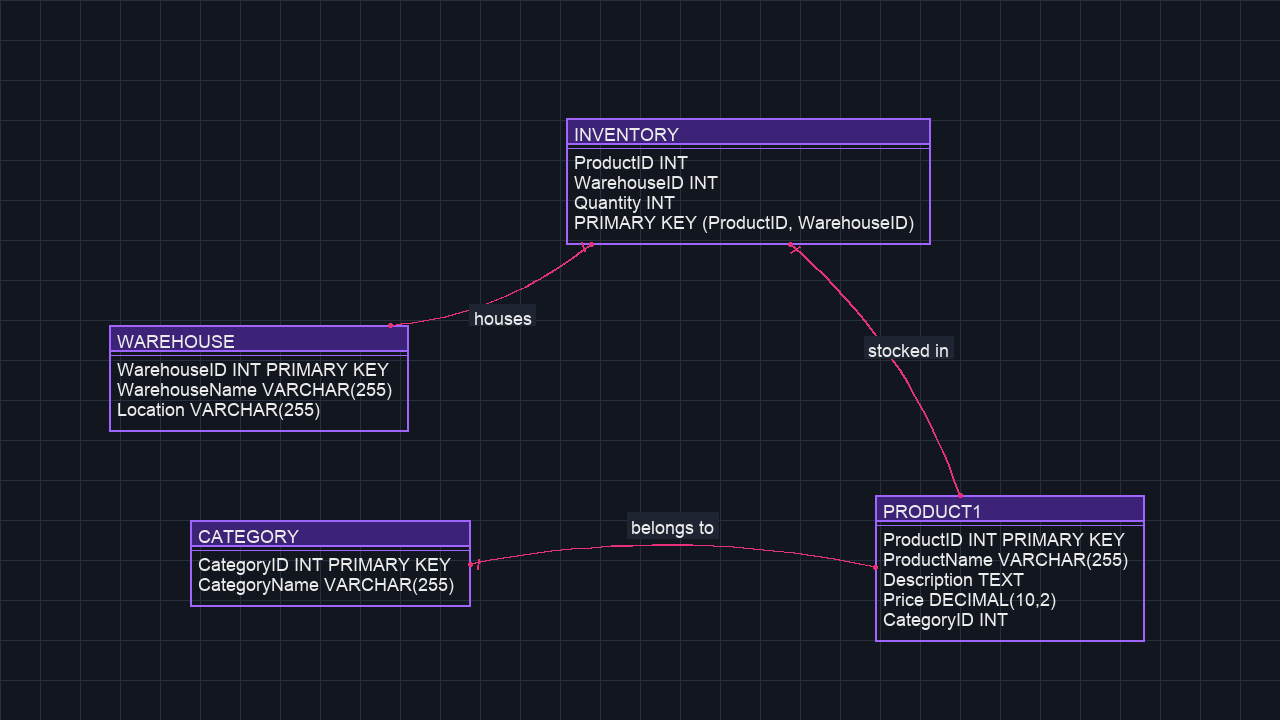 INVENTORY
ProductID INT
WarehouseID INT
Quantity INT
PRIMARY KEY (ProductID, WarehouseID)
houses
WAREHOUSE
WarehouseID INT PRIMARY KEY
WarehouseName VARCHAR(255)
Location VARCHAR(255)
stocked in
belongs to
CATEGORY
CategoryID INT PRIMARY KEY
CategoryName VARCHAR(255)
PRODUCT1
ProductID INT PRIMARY KEY
ProductName VARCHAR(255)
Description TEXT
Price DECIMAL(10,2)
CategoryID INT